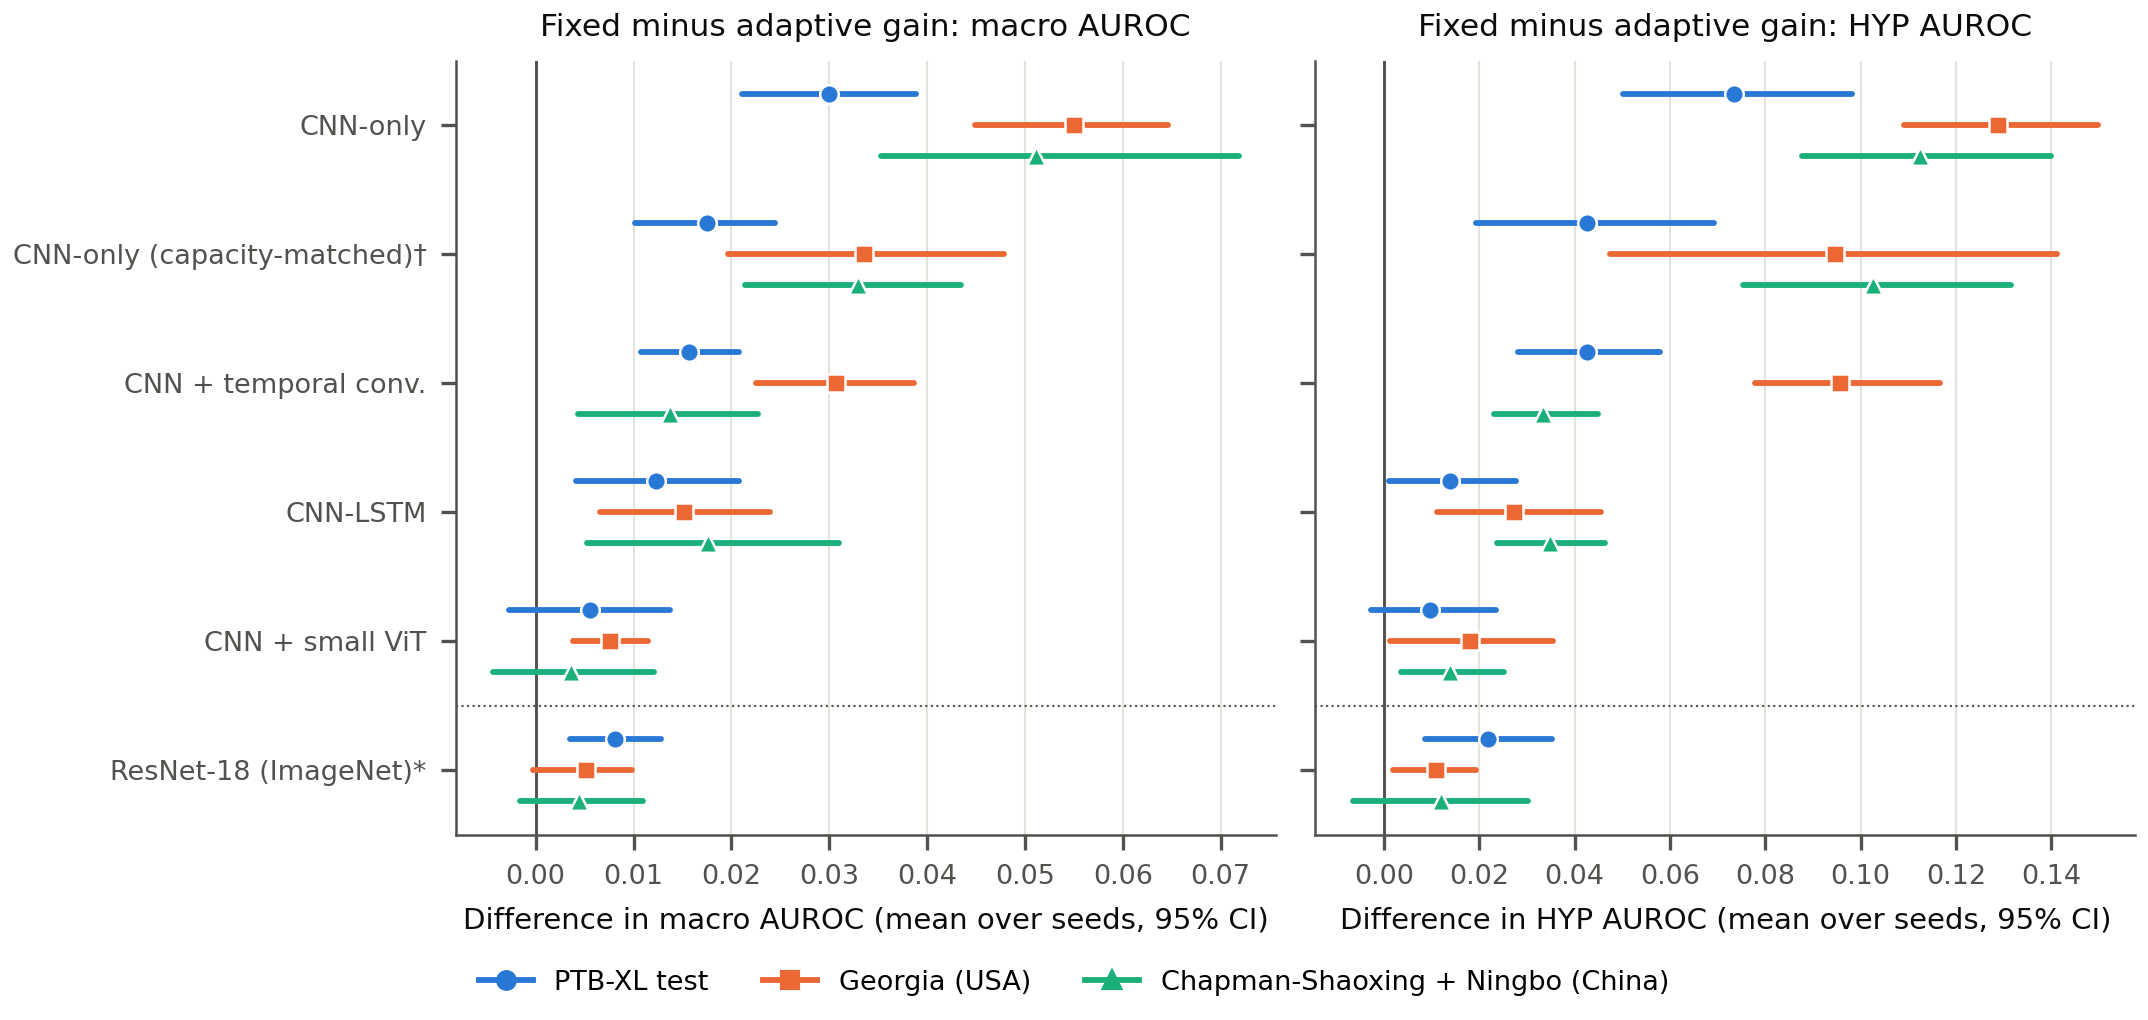 Fixed minus adaptive gain: macro AUROC
Fixed minus adaptive gain: HYP AUROC
CNN-only
CNN-only (capacity-matched)†
CNN + temporal conv.
CNN-LSTM
CNN + small ViT
ResNet-18 (ImageNet)*
0.00 0.01 0.02 0.03 0.04 0.05 0.06 0.07
0.00 0.02 0.04 0.06 0.08 0.10 0.12 0.14
Difference in macro AUROC (mean over seeds, 95% CI)
Difference in HYP AUROC (mean over seeds, 95% CI)
PTB-XL test
Georgia (USA)
Chapman-Shaoxing + Ningbo (China)